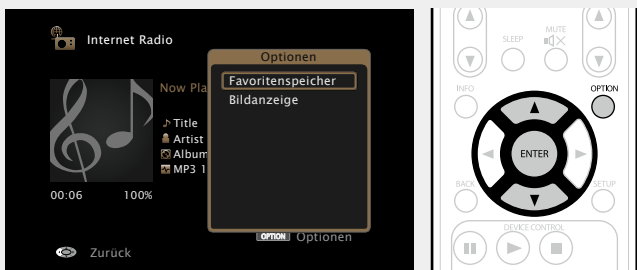 Internet Radio
Optionen
Favoritenspeicher
Bildanzeige
Now Pla
Title
Artist
Album
MP3 1
00:06 100%
OPTION Optionen
Zurück
SLEEP
MUTE
INFO
OPTION
ENTER
BACK
SETUP
DEVICE CONTROL